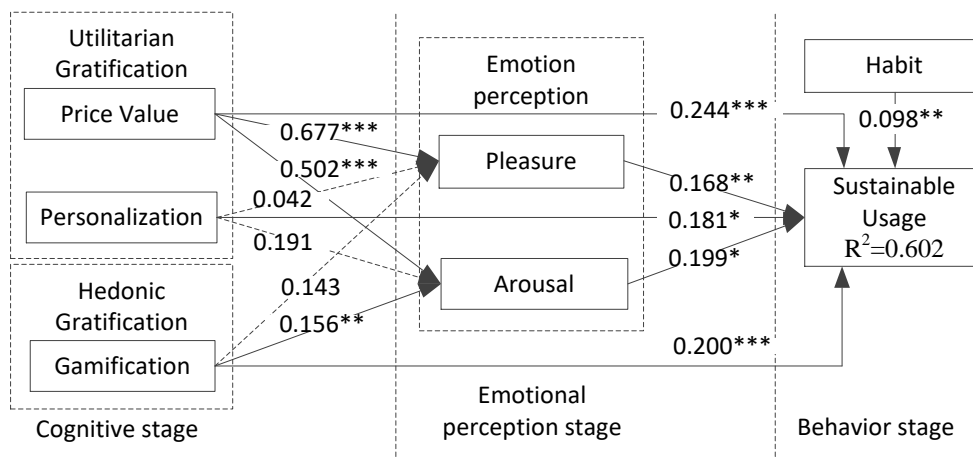 Utilitarian
Gratification
Price Value
Personalization
Hedonic
Gratification
Gamification
Cognitive stage
0.677***
0.502***
0.042
0.191
0.143
0.156**
Emotion
perception
Pleasure
Arousal
Emotional
perception stage
0.244***
0.168**
0.181*
0.199*
0.200***
Habit
0.098**
Sustainable
Usage
R²=0.602
Behavior stage